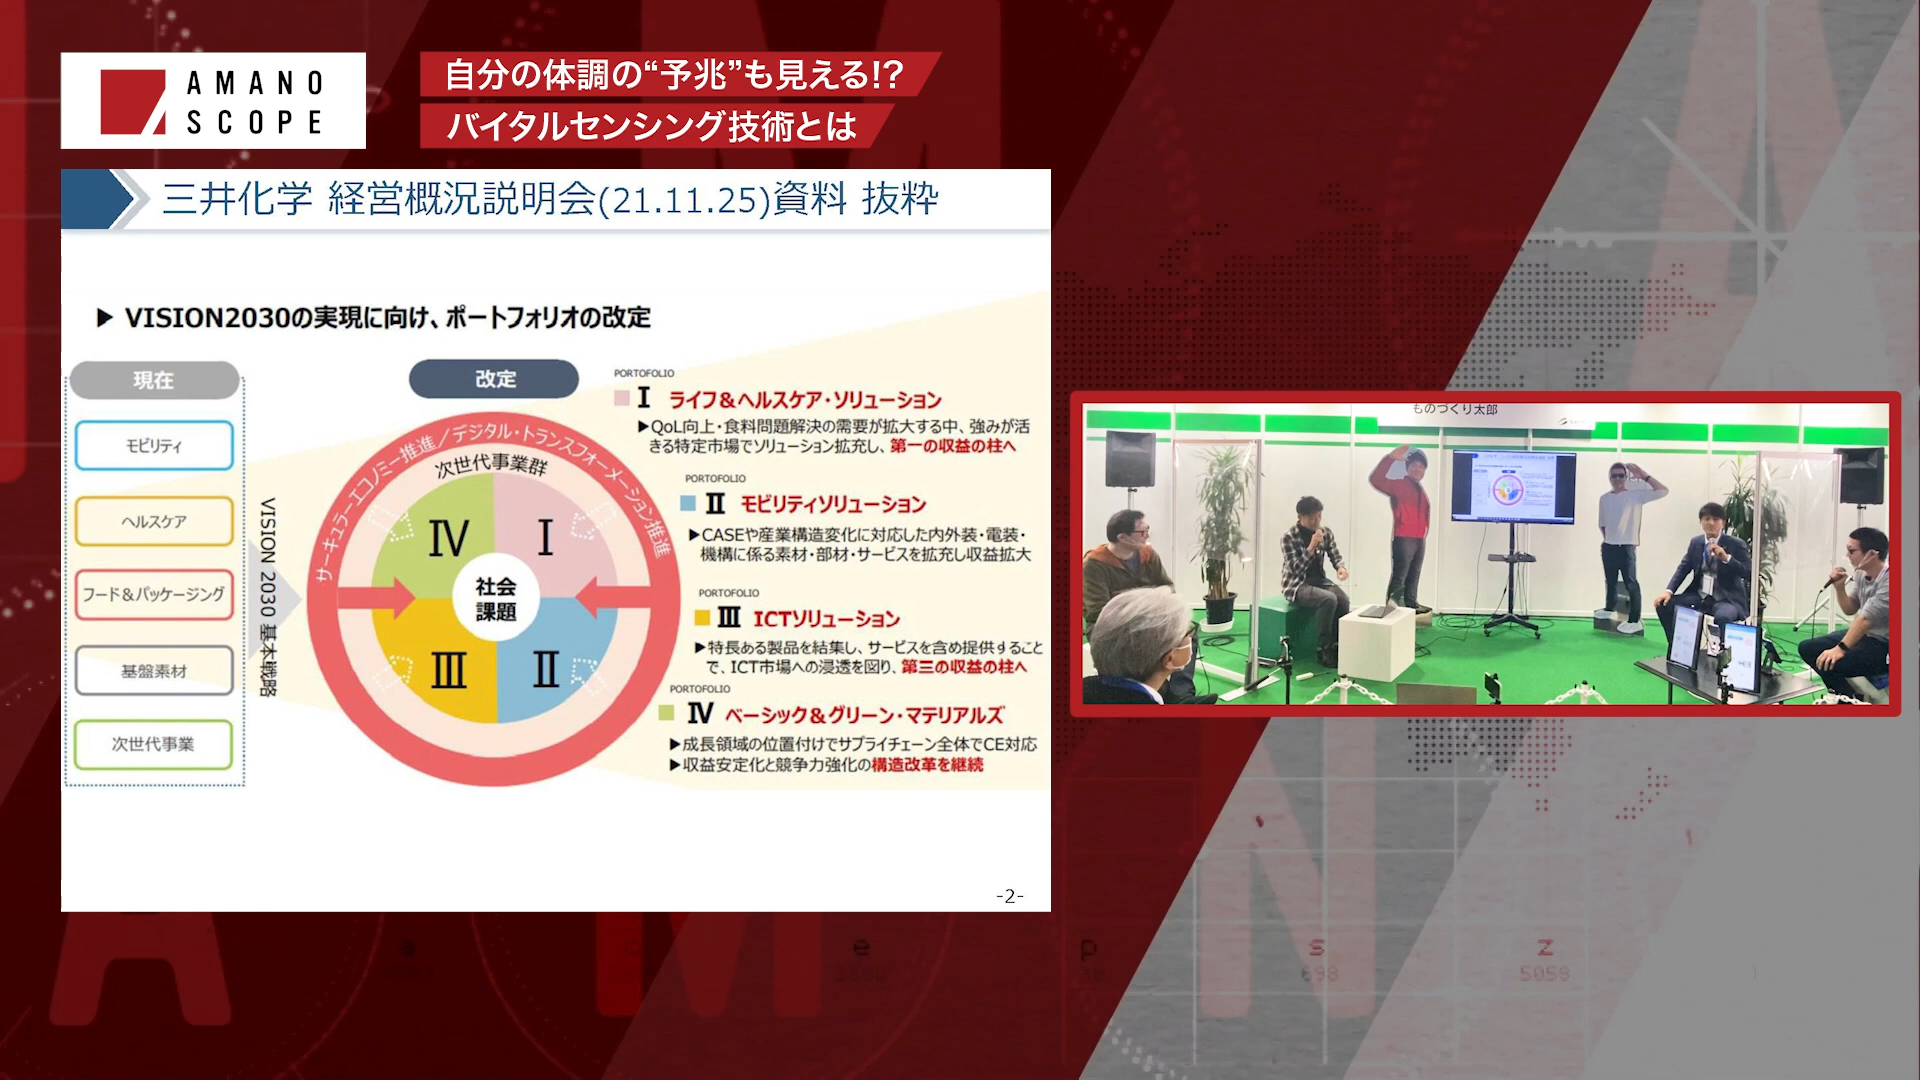 AMANO
SCOPE
自分の体調の“予兆”も見える!?
バイタルセンシング技術とは
三井化学 経営概況説明会(21.11.25)資料 抜粋
▶ VISION2030の実現に向け、ポートフォリオの改定
現在
モビリティ
ヘルスケア
フード&パッケージング
基盤素材
次世代事業
VISION 2030 基本戦略
改定
サーキュラーエコノミー推進/デジタル・トランスフォーメーション推進
次世代事業群
Ⅳ
Ⅰ
社会
課題
Ⅲ
Ⅱ
PORTOFOLIO
Ⅰ ライフ&ヘルスケア・ソリューション
▶QoL向上・食料問題解決の需要が拡大する中、強みが活
きる特定市場でソリューション拡充し、第一の収益の柱へ
PORTOFOLIO
Ⅱ モビリティソリューション
▶CASEや産業構造変化に対応した内外装・電装・
機構に係る素材・部材・サービスを拡充し収益拡大
PORTOFOLIO
Ⅲ ICTソリューション
▶特長ある製品を結集し、サービスを含め提供すること
で、ICT市場への浸透を図り、第三の収益の柱へ
PORTOFOLIO
Ⅳ ベーシック&グリーン・マテリアルズ
▶成長領域の位置付けでサプライチェーン全体でCE対応
▶収益安定化と競争力強化の構造改革を継続
-2-
ものづくり太郎
e
p
s
z
698
5058